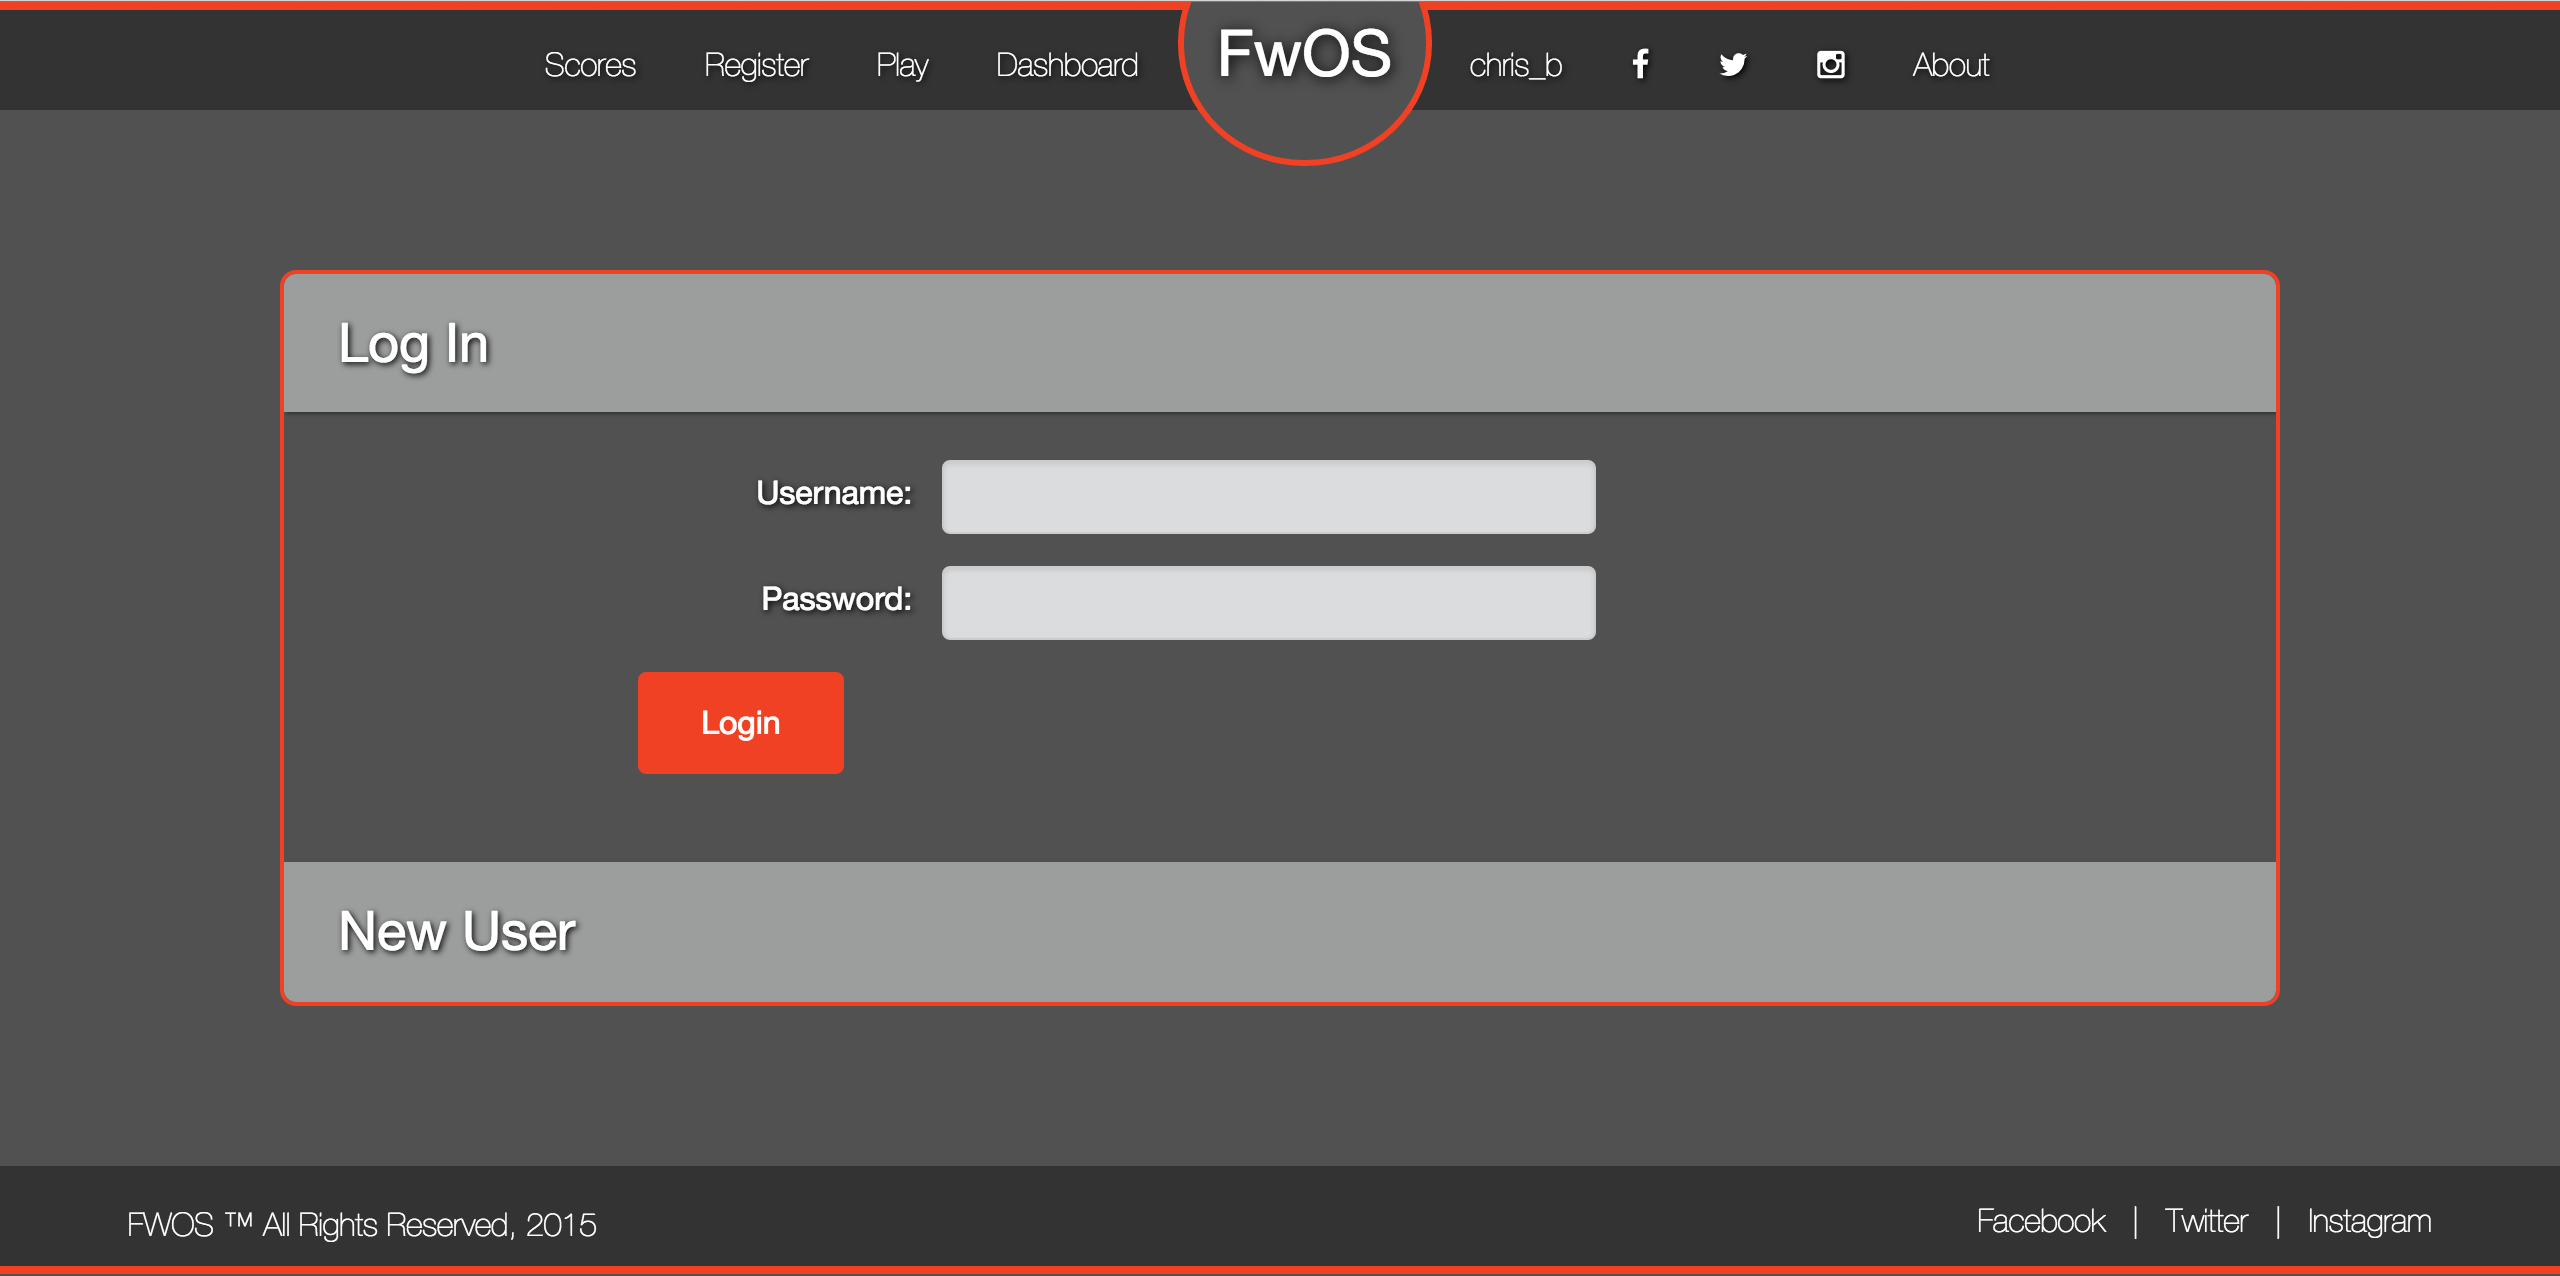 Scores Register Play Dashboard FwOS chris_b About
Log In
Username:
Password:
Login
New User
FWOS ™ All Rights Reserved, 2015
Facebook | Twitter | Instagram